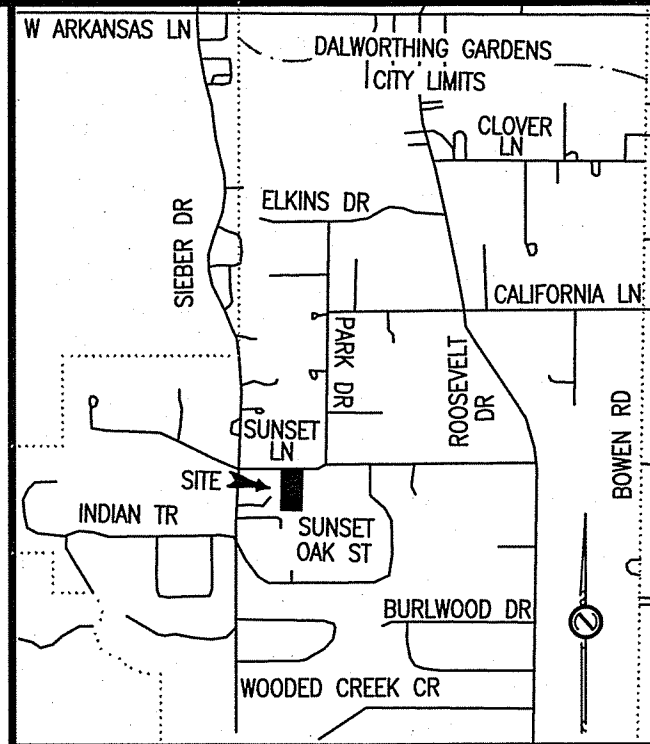 W ARKANSAS LN
DALWORTHING GARDENS
CITY LIMITS
CLOVER
LN
ELKINS DR
SIEBER DR
CALIFORNIA LN
PARK DR
ROOSEVELT
DR
BOWEN RD
SUNSET
LN
SITE
INDIAN TR
SUNSET
OAK ST
BURLWOOD DR
WOODED CREEK CR